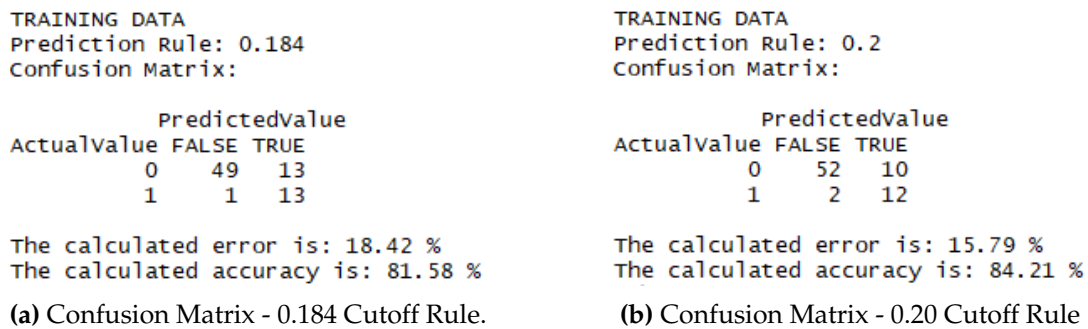 TRAINING DATA
Prediction Rule: 0.184
Confusion Matrix:
PredictedValue
ActualValue FALSE TRUE
0 49 13
1 1 13
The calculated error is: 18.42 %
The calculated accuracy is: 81.58 %
(a) Confusion Matrix - 0.184 Cutoff Rule.
TRAINING DATA
Prediction Rule: 0.2
Confusion Matrix:
PredictedValue
ActualValue FALSE TRUE
0 52 10
1 2 12
The calculated error is: 15.79 %
The calculated accuracy is: 84.21 %
(b) Confusion Matrix - 0.20 Cutoff Rule